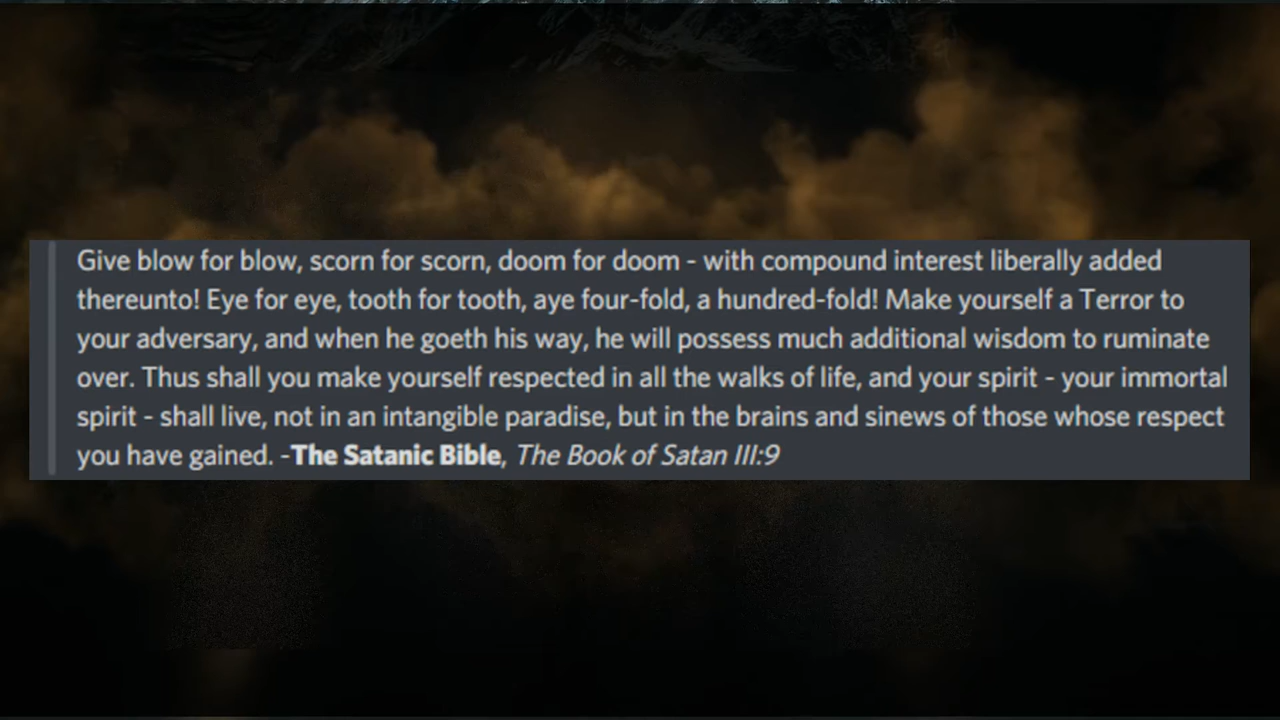 Give blow for blow, scorn for scorn, doom for doom - with compound interest liberally added
thereunto! Eye for eye, tooth for tooth, aye four-fold, a hundred-fold! Make yourself a Terror to
your adversary, and when he goeth his way, he will possess much additional wisdom to ruminate
over. Thus shall you make yourself respected in all the walks of life, and your spirit - your immortal
spirit - shall live, not in an intangible paradise, but in the brains and sinews of those whose respect
you have gained. -The Satanic Bible, The Book of Satan III:9